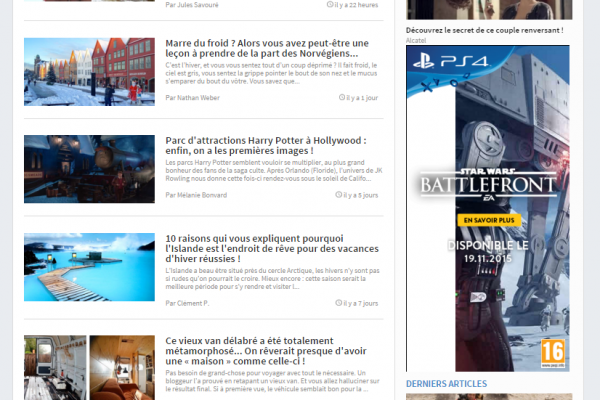 Par Jules Savouré
il y a 22 heures
Marre du froid ? Alors vous avez peut-être une
leçon à prendre de la part des Norvégiens...
C'est l'hiver, et vous vous sentez tout d'un coup déprimé ? Il fait froid, le
ciel est gris, vous sentez la grippe pointer le bout de son nez et le mucus
s'emparer du bout du vôtre. Vous savez que...
Par Nathan Weber
il y a 1 jour
Parc d'attractions Harry Potter à Hollywood :
enfin, on a les premières images !
Les parcs Harry Potter semblent vouloir se multiplier, au plus grand
bonheur des fans de la saga culte. Après Orlando (Floride), l'univers de JK
Rowling nous donne cette fois-ci rendez-vous sous le soleil de Califo...
Par Mélanie Bonvard
il y a 5 jours
10 raisons qui vous expliquent pourquoi
l'Islande est l'endroit de rêve pour des vacances
d'hiver réussies !
L'Islande a beau être situé près du cercle Arctique, les hivers n'y sont pas
si rudes qu'on pourrait le croire. Mieux encore : cette saison serait la
meilleure période pour s'y rendre et visiter l...
Par Clément P.
il y a 7 jours
Ce vieux van délabré a été totalement
métamorphosé... On rêverait presque d'avoir
une « maison » comme celle-ci !
Pas besoin de grand-chose pour voyager avec tout le nécessaire. Un
bloggeur l'a prouvé en retapant un vieux van. Et vous allez halluciner sur
le résultat final. Si à première vue, le véhicule semblait bon pour la ...
Découvrez le secret de ce couple renversant !
Alcatel
PS4
STAR WARS
BATTLEFRONT
EA
EN SAVOIR PLUS
DISPONIBLE LE
19.11.2015
16
www.pegi.info
DERNIERS ARTICLES